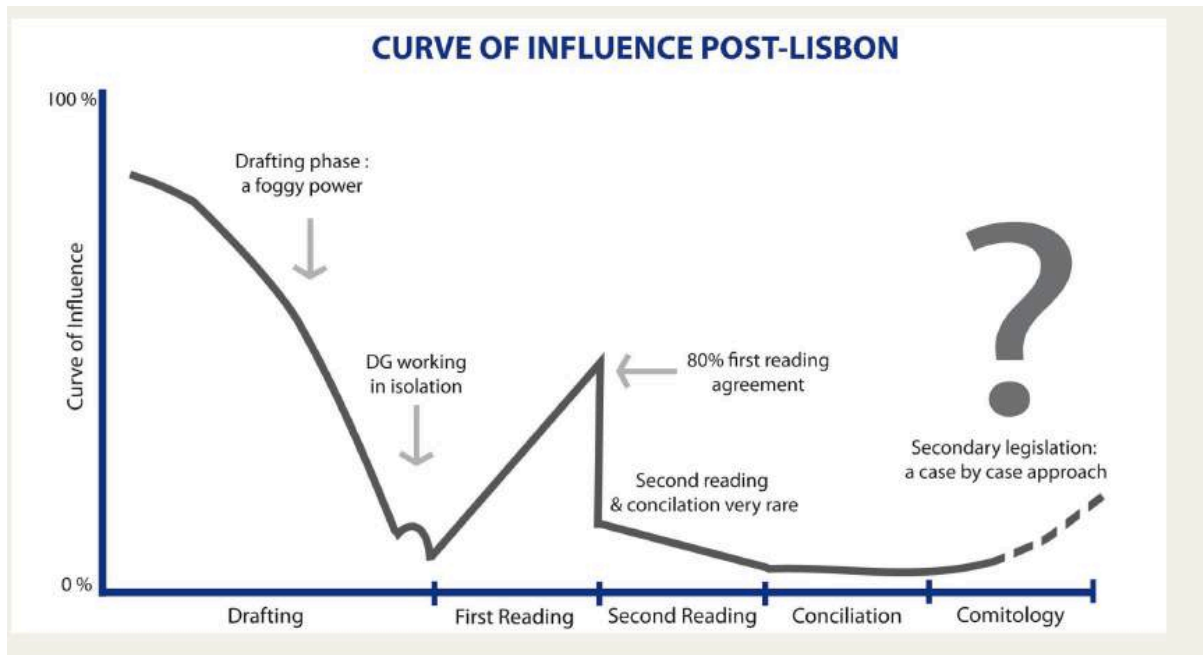 CURVE OF INFLUENCE POST-LISBON
100 %
Drafting phase :
a foggy power
Curve of Influence
DG working
in isolation
80% first reading
agreement
?
Secondary legislation:
a case by case approach
Second reading
& concilation very rare
0 %
Drafting
First Reading
Second Reading
Conciliation
Comitology